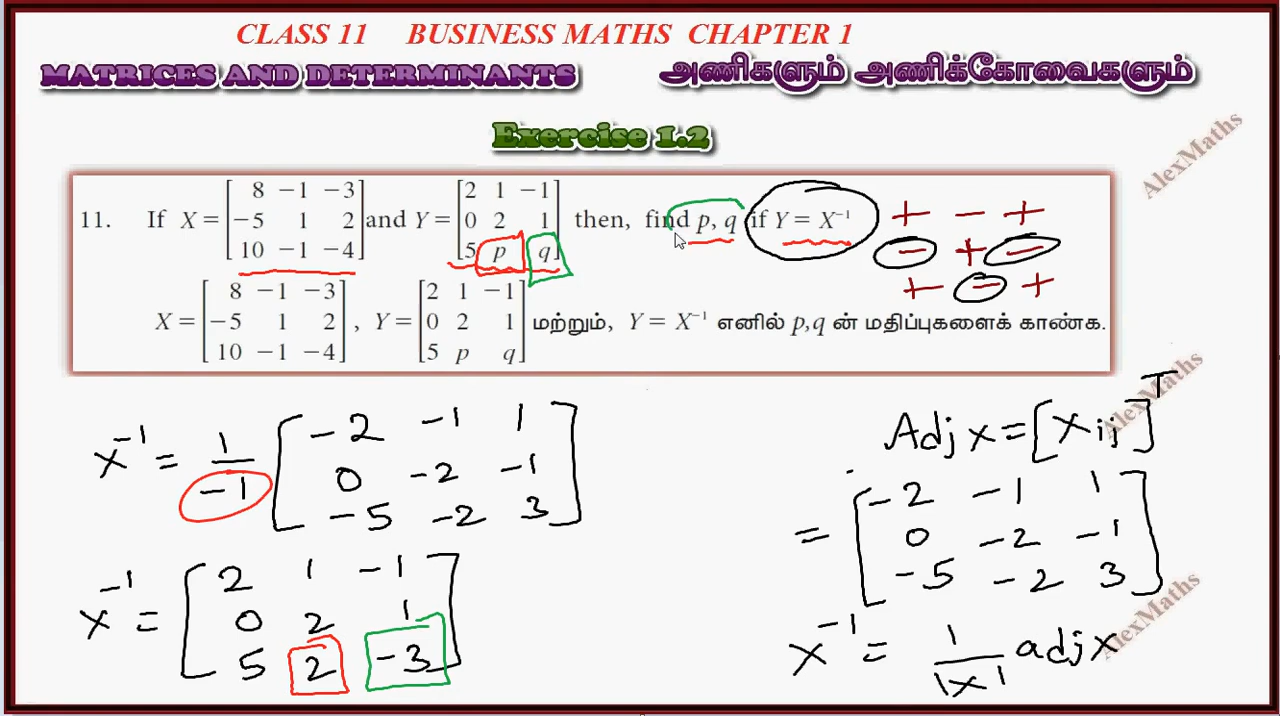 CLASS 11 BUSINESS MATHS CHAPTER 1
MATRICES AND DETERMINANTS அணிகளும் அணிக்கோவைகளும்
Exercise 1.2
11. If X = [8 −1 −3; −5 1 2; 10 −1 −4] and Y = [2 1 −1; 0 2 1; 5 p q] then, find p, q if Y = X⁻¹
+ − +
− + −
+ − +
X = [8 −1 −3; −5 1 2; 10 −1 −4], Y = [2 1 −1; 0 2 1; 5 p q] மற்றும், Y = X⁻¹ எனில் p,q ன் மதிப்புகளைக் காண்க.
x⁻¹ = 1/−1 [−2 −1 1; 0 −2 −1; −5 −2 3]
x⁻¹ = [2 1 −1; 0 2 1; 5 2 −3]
Adj x = [Xij]ᵀ
= [−2 −1 1; 0 −2 −1; −5 −2 3]
x⁻¹ = 1/|X| adj x
AlexMaths
AlexMaths
AlexMaths